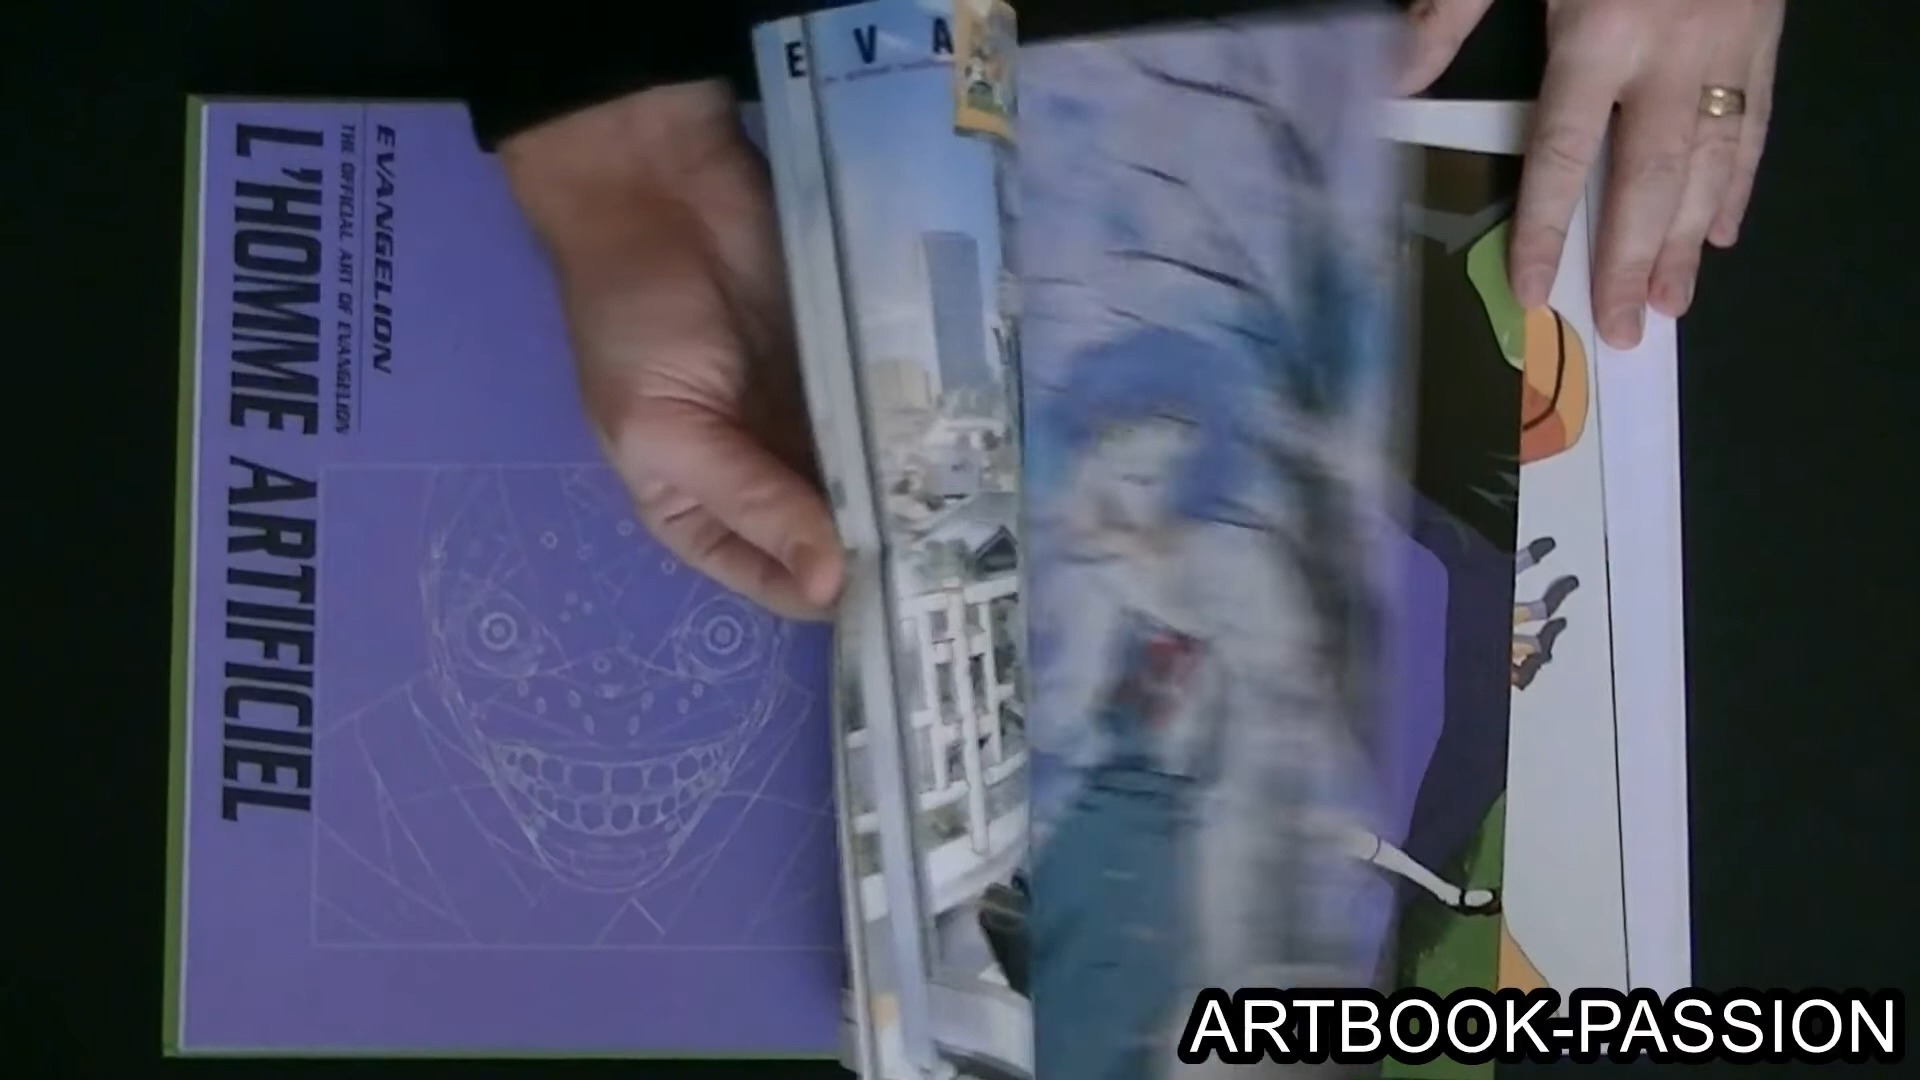 E V A
EVANGELION
THE OFFICIAL ART OF EVANGELION
L'HOMME ARTIFICIEL
ARTBOOK-PASSION